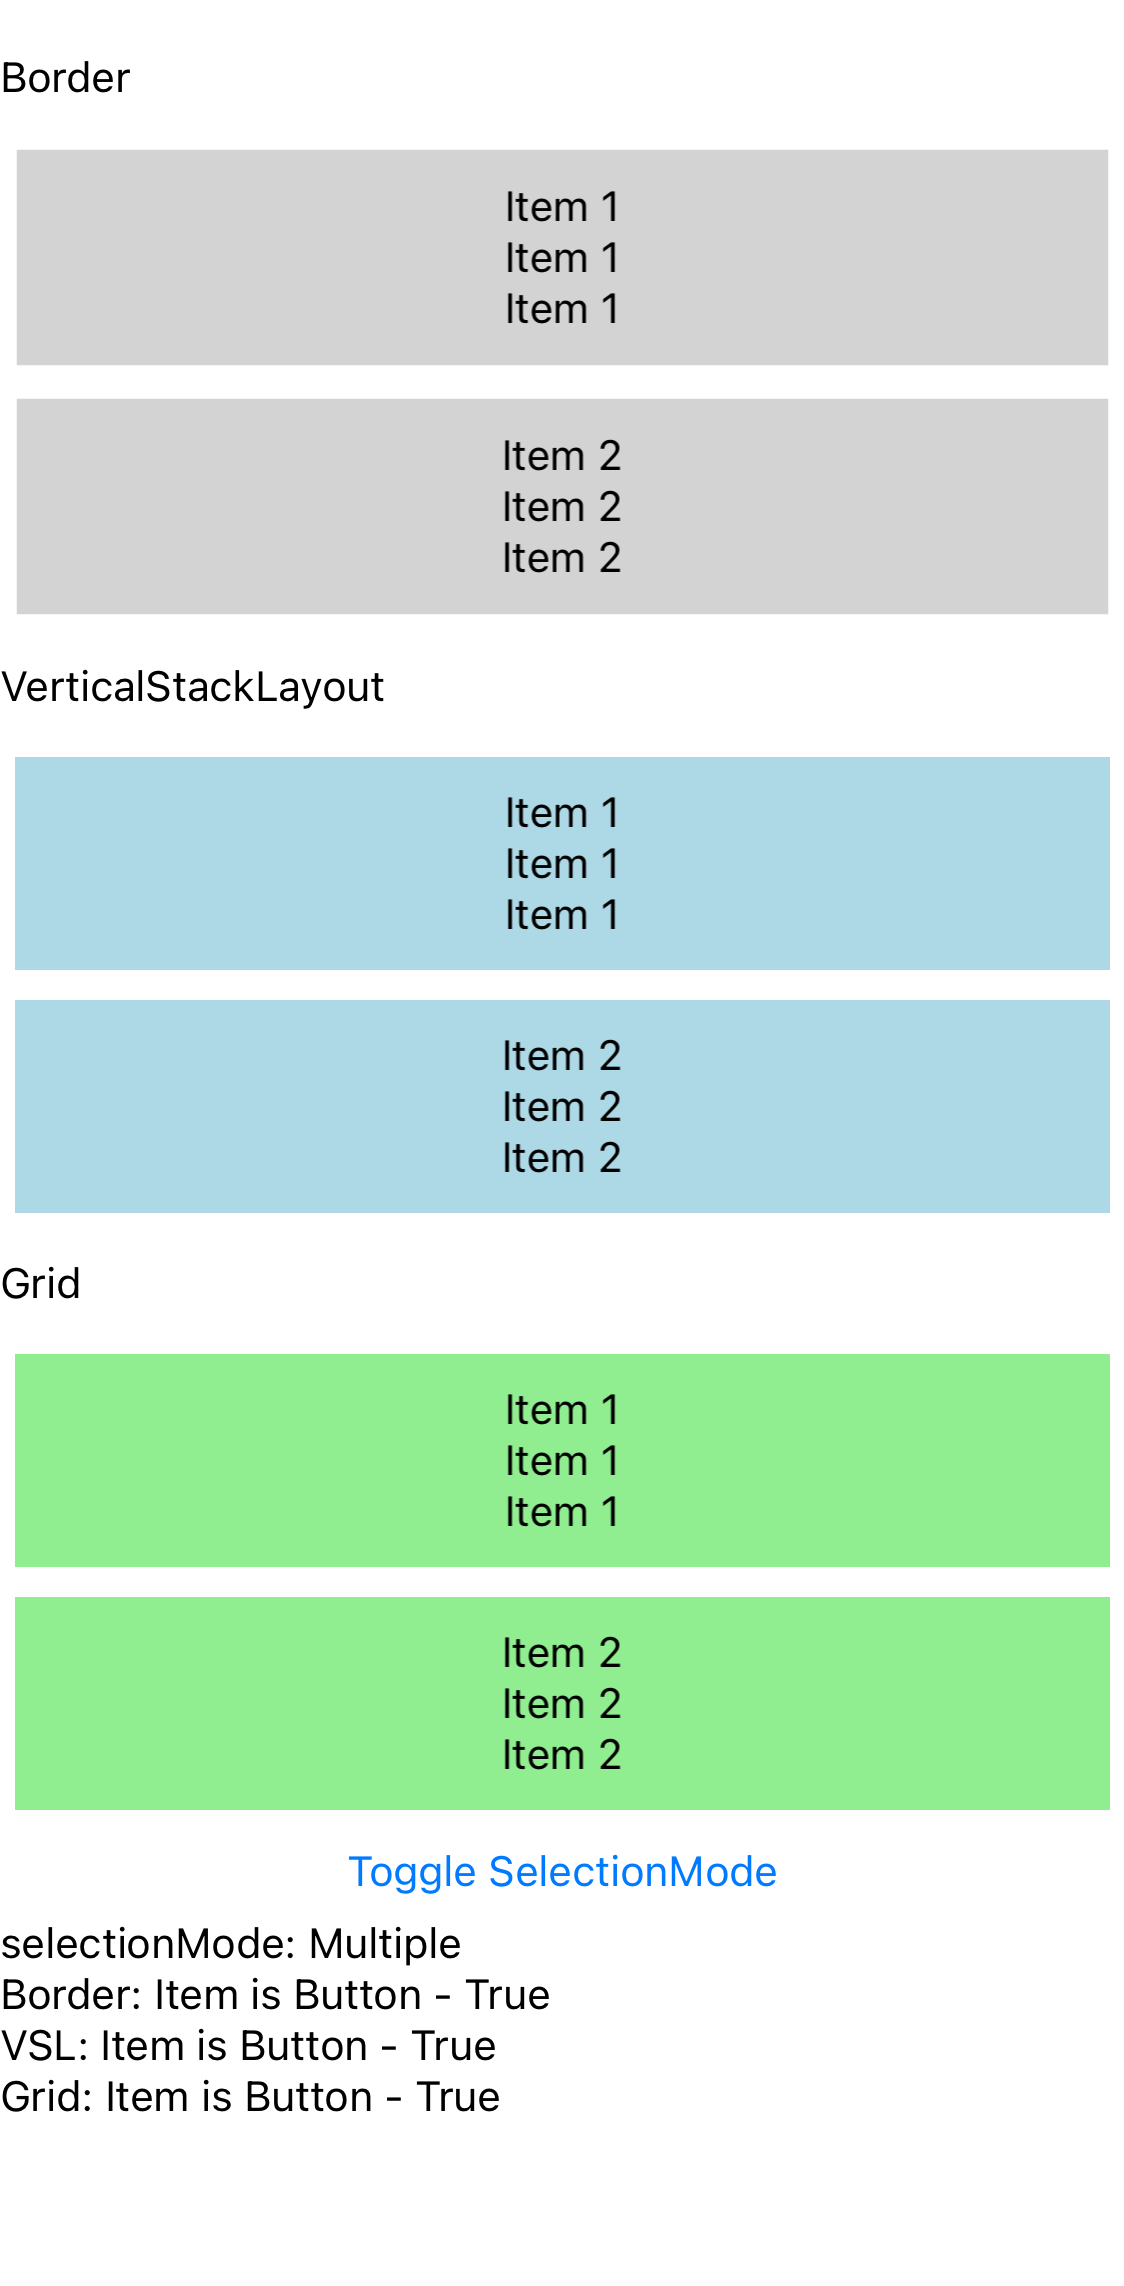 Border
Item 1
Item 1
Item 1
Item 2
Item 2
Item 2
VerticalStackLayout
Item 1
Item 1
Item 1
Item 2
Item 2
Item 2
Grid
Item 1
Item 1
Item 1
Item 2
Item 2
Item 2
Toggle SelectionMode
selectionMode: Multiple
Border: Item is Button - True
VSL: Item is Button - True
Grid: Item is Button - True